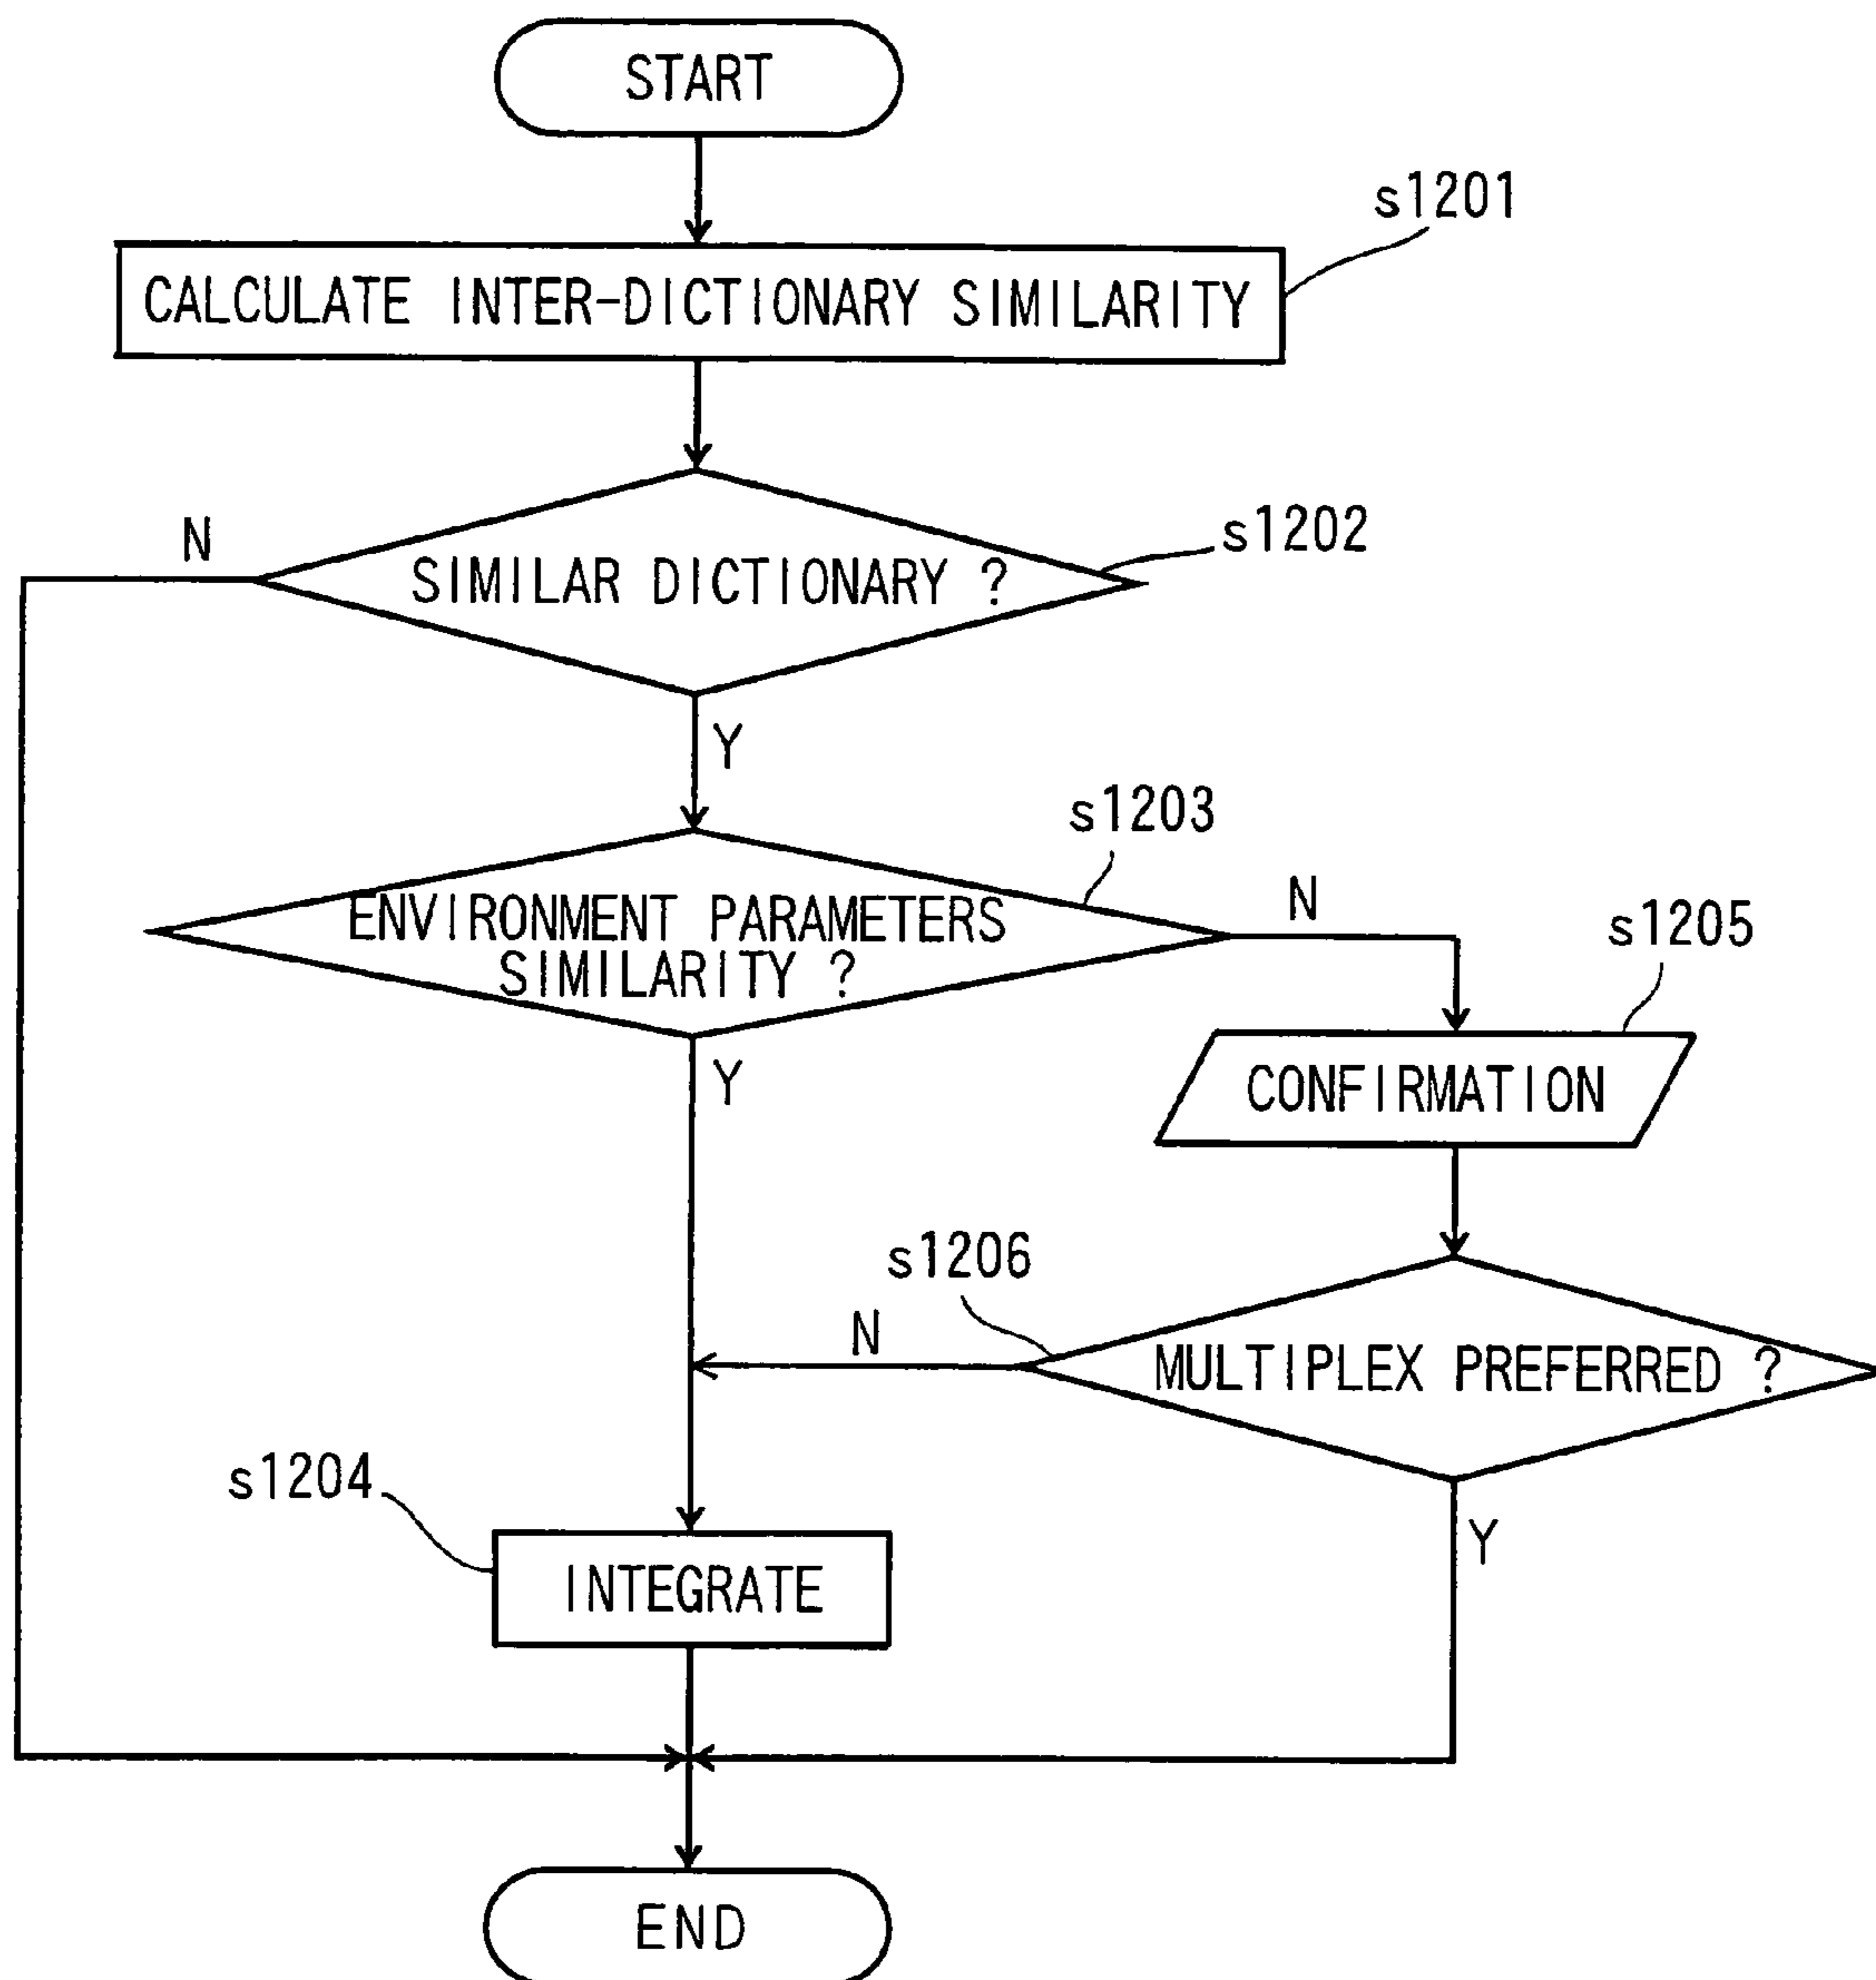 START
s1201
CALCULATE INTER-DICTIONARY SIMILARITY
N
s1202
SIMILAR DICTIONARY ?
Y
s1203
ENVIRONMENT PARAMETERS
SIMILARITY ?
N
s1205
Y
CONFIRMATION
s1206
N
MULTIPLEX PREFERRED ?
s1204
Y
INTEGRATE
END